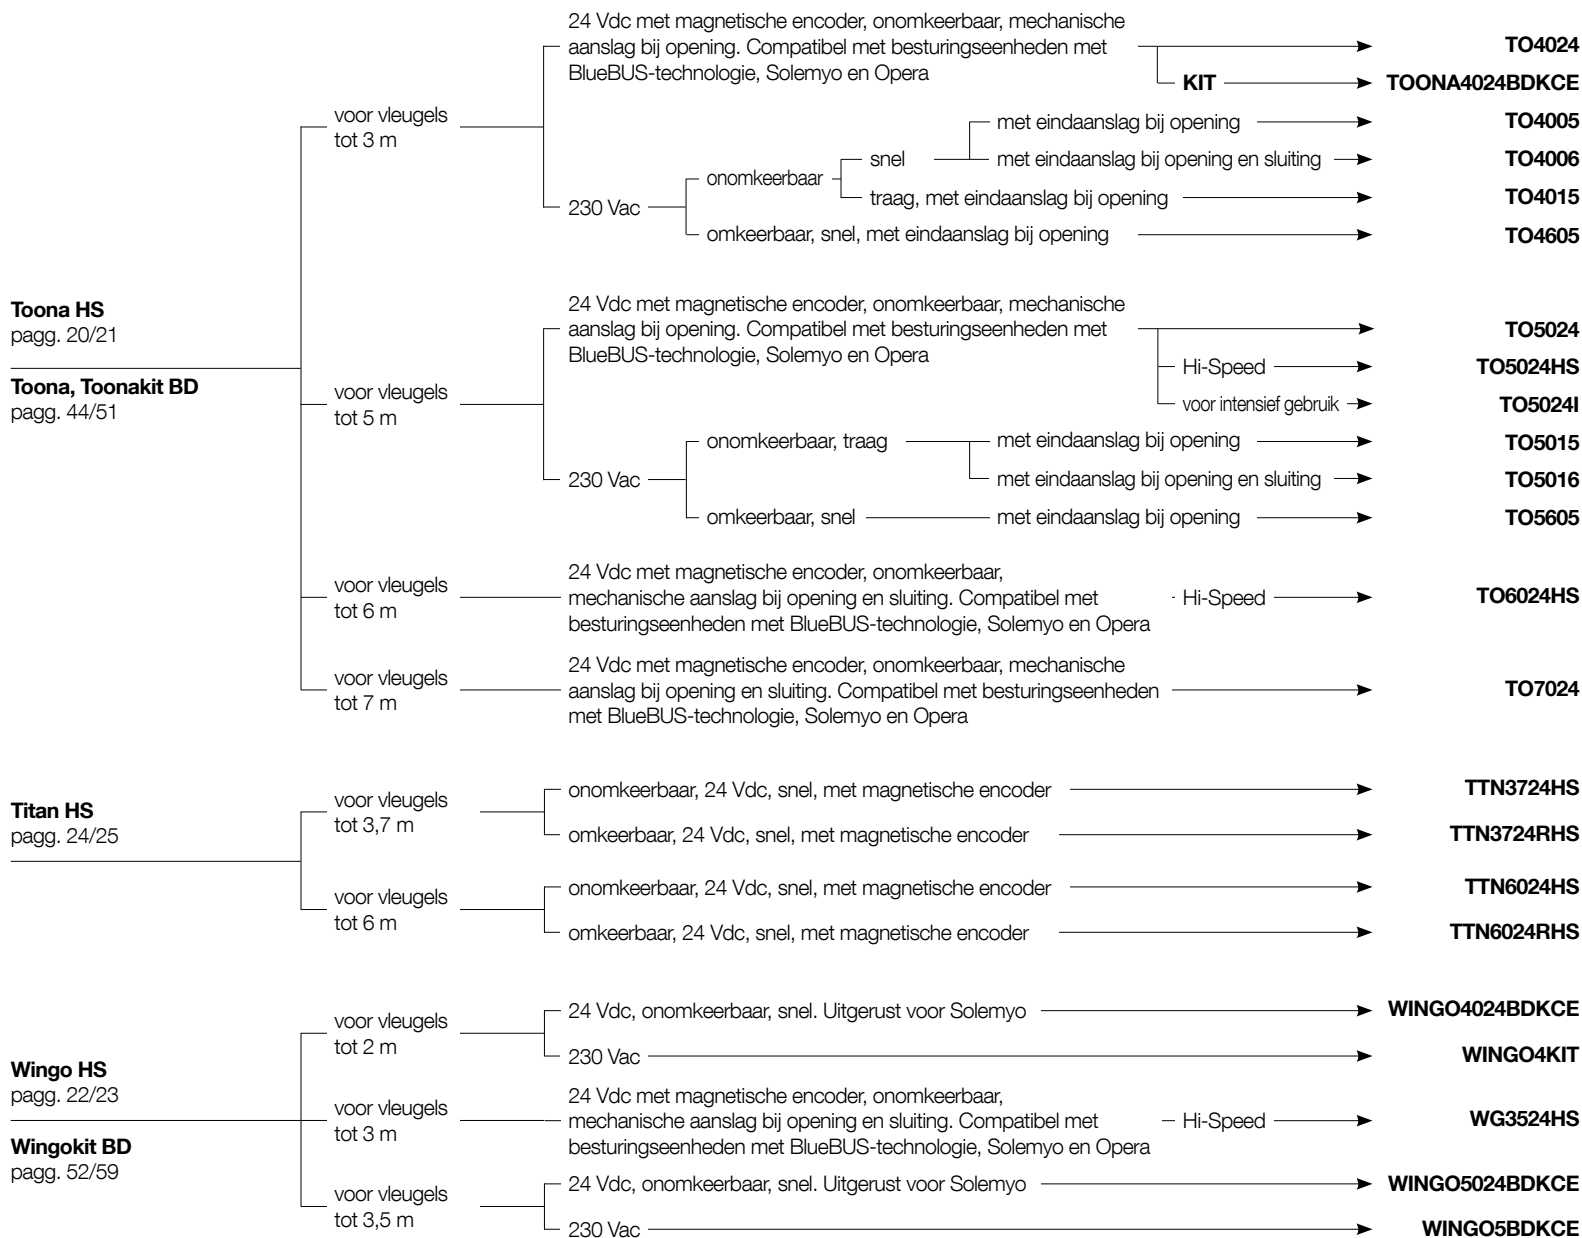 Toona HS
pagg. 20/21
Toona, Toonakit BD
pagg. 44/51
voor vleugels
tot 3 m
24 Vdc met magnetische encoder, onomkeerbaar, mechanische
aanslag bij opening. Compatibel met besturingseenheden met
BlueBUS-technologie, Solemyo en Opera
TO4024
KIT
TOONA4024BDKCE
230 Vac
onomkeerbaar
snel
met eindaanslag bij opening
TO4005
met eindaanslag bij opening en sluiting
TO4006
traag, met eindaanslag bij opening
TO4015
omkeerbaar, snel, met eindaanslag bij opening
TO4605
voor vleugels
tot 5 m
24 Vdc met magnetische encoder, onomkeerbaar, mechanische
aanslag bij opening. Compatibel met besturingseenheden met
BlueBUS-technologie, Solemyo en Opera
TO5024
Hi-Speed
TO5024HS
voor intensief gebruik
TO5024I
230 Vac
onomkeerbaar, traag
met eindaanslag bij opening
TO5015
met eindaanslag bij opening en sluiting
TO5016
omkeerbaar, snel
met eindaanslag bij opening
TO5605
voor vleugels
tot 6 m
24 Vdc met magnetische encoder, onomkeerbaar,
mechanische aanslag bij opening en sluiting. Compatibel met
besturingseenheden met BlueBUS-technologie, Solemyo en Opera
Hi-Speed
TO6024HS
voor vleugels
tot 7 m
24 Vdc met magnetische encoder, onomkeerbaar, mechanische
aanslag bij opening en sluiting. Compatibel met besturingseenheden
met BlueBUS-technologie, Solemyo en Opera
TO7024
Titan HS
pagg. 24/25
voor vleugels
tot 3,7 m
onomkeerbaar, 24 Vdc, snel, met magnetische encoder
TTN3724HS
omkeerbaar, 24 Vdc, snel, met magnetische encoder
TTN3724RHS
voor vleugels
tot 6 m
onomkeerbaar, 24 Vdc, snel, met magnetische encoder
TTN6024HS
omkeerbaar, 24 Vdc, snel, met magnetische encoder
TTN6024RHS
Wingo HS
pagg. 22/23
Wingokit BD
pagg. 52/59
voor vleugels
tot 2 m
24 Vdc, onomkeerbaar, snel. Uitgerust voor Solemyo
WINGO4024BDKCE
230 Vac
WINGO4KIT
voor vleugels
tot 3 m
24 Vdc met magnetische encoder, onomkeerbaar,
mechanische aanslag bij opening en sluiting. Compatibel met
besturingseenheden met BlueBUS-technologie, Solemyo en Opera
Hi-Speed
WG3524HS
voor vleugels
tot 3,5 m
24 Vdc, onomkeerbaar, snel. Uitgerust voor Solemyo
WINGO5024BDKCE
230 Vac
WINGO5BDKCE